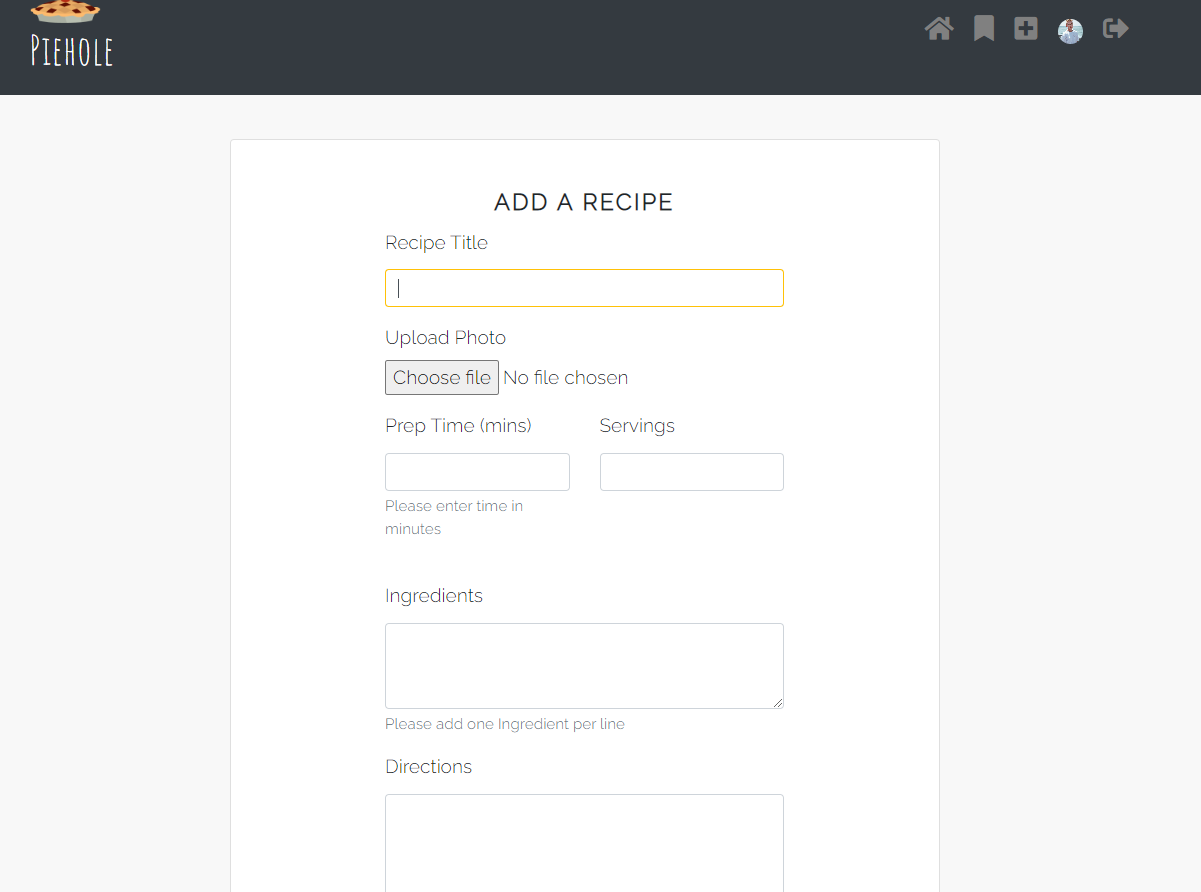 Piehole
ADD A RECIPE
Recipe Title
Upload Photo
Choose file No file chosen
Prep Time (mins) Servings
Please enter time in
minutes
Ingredients
Please add one Ingredient per line
Directions